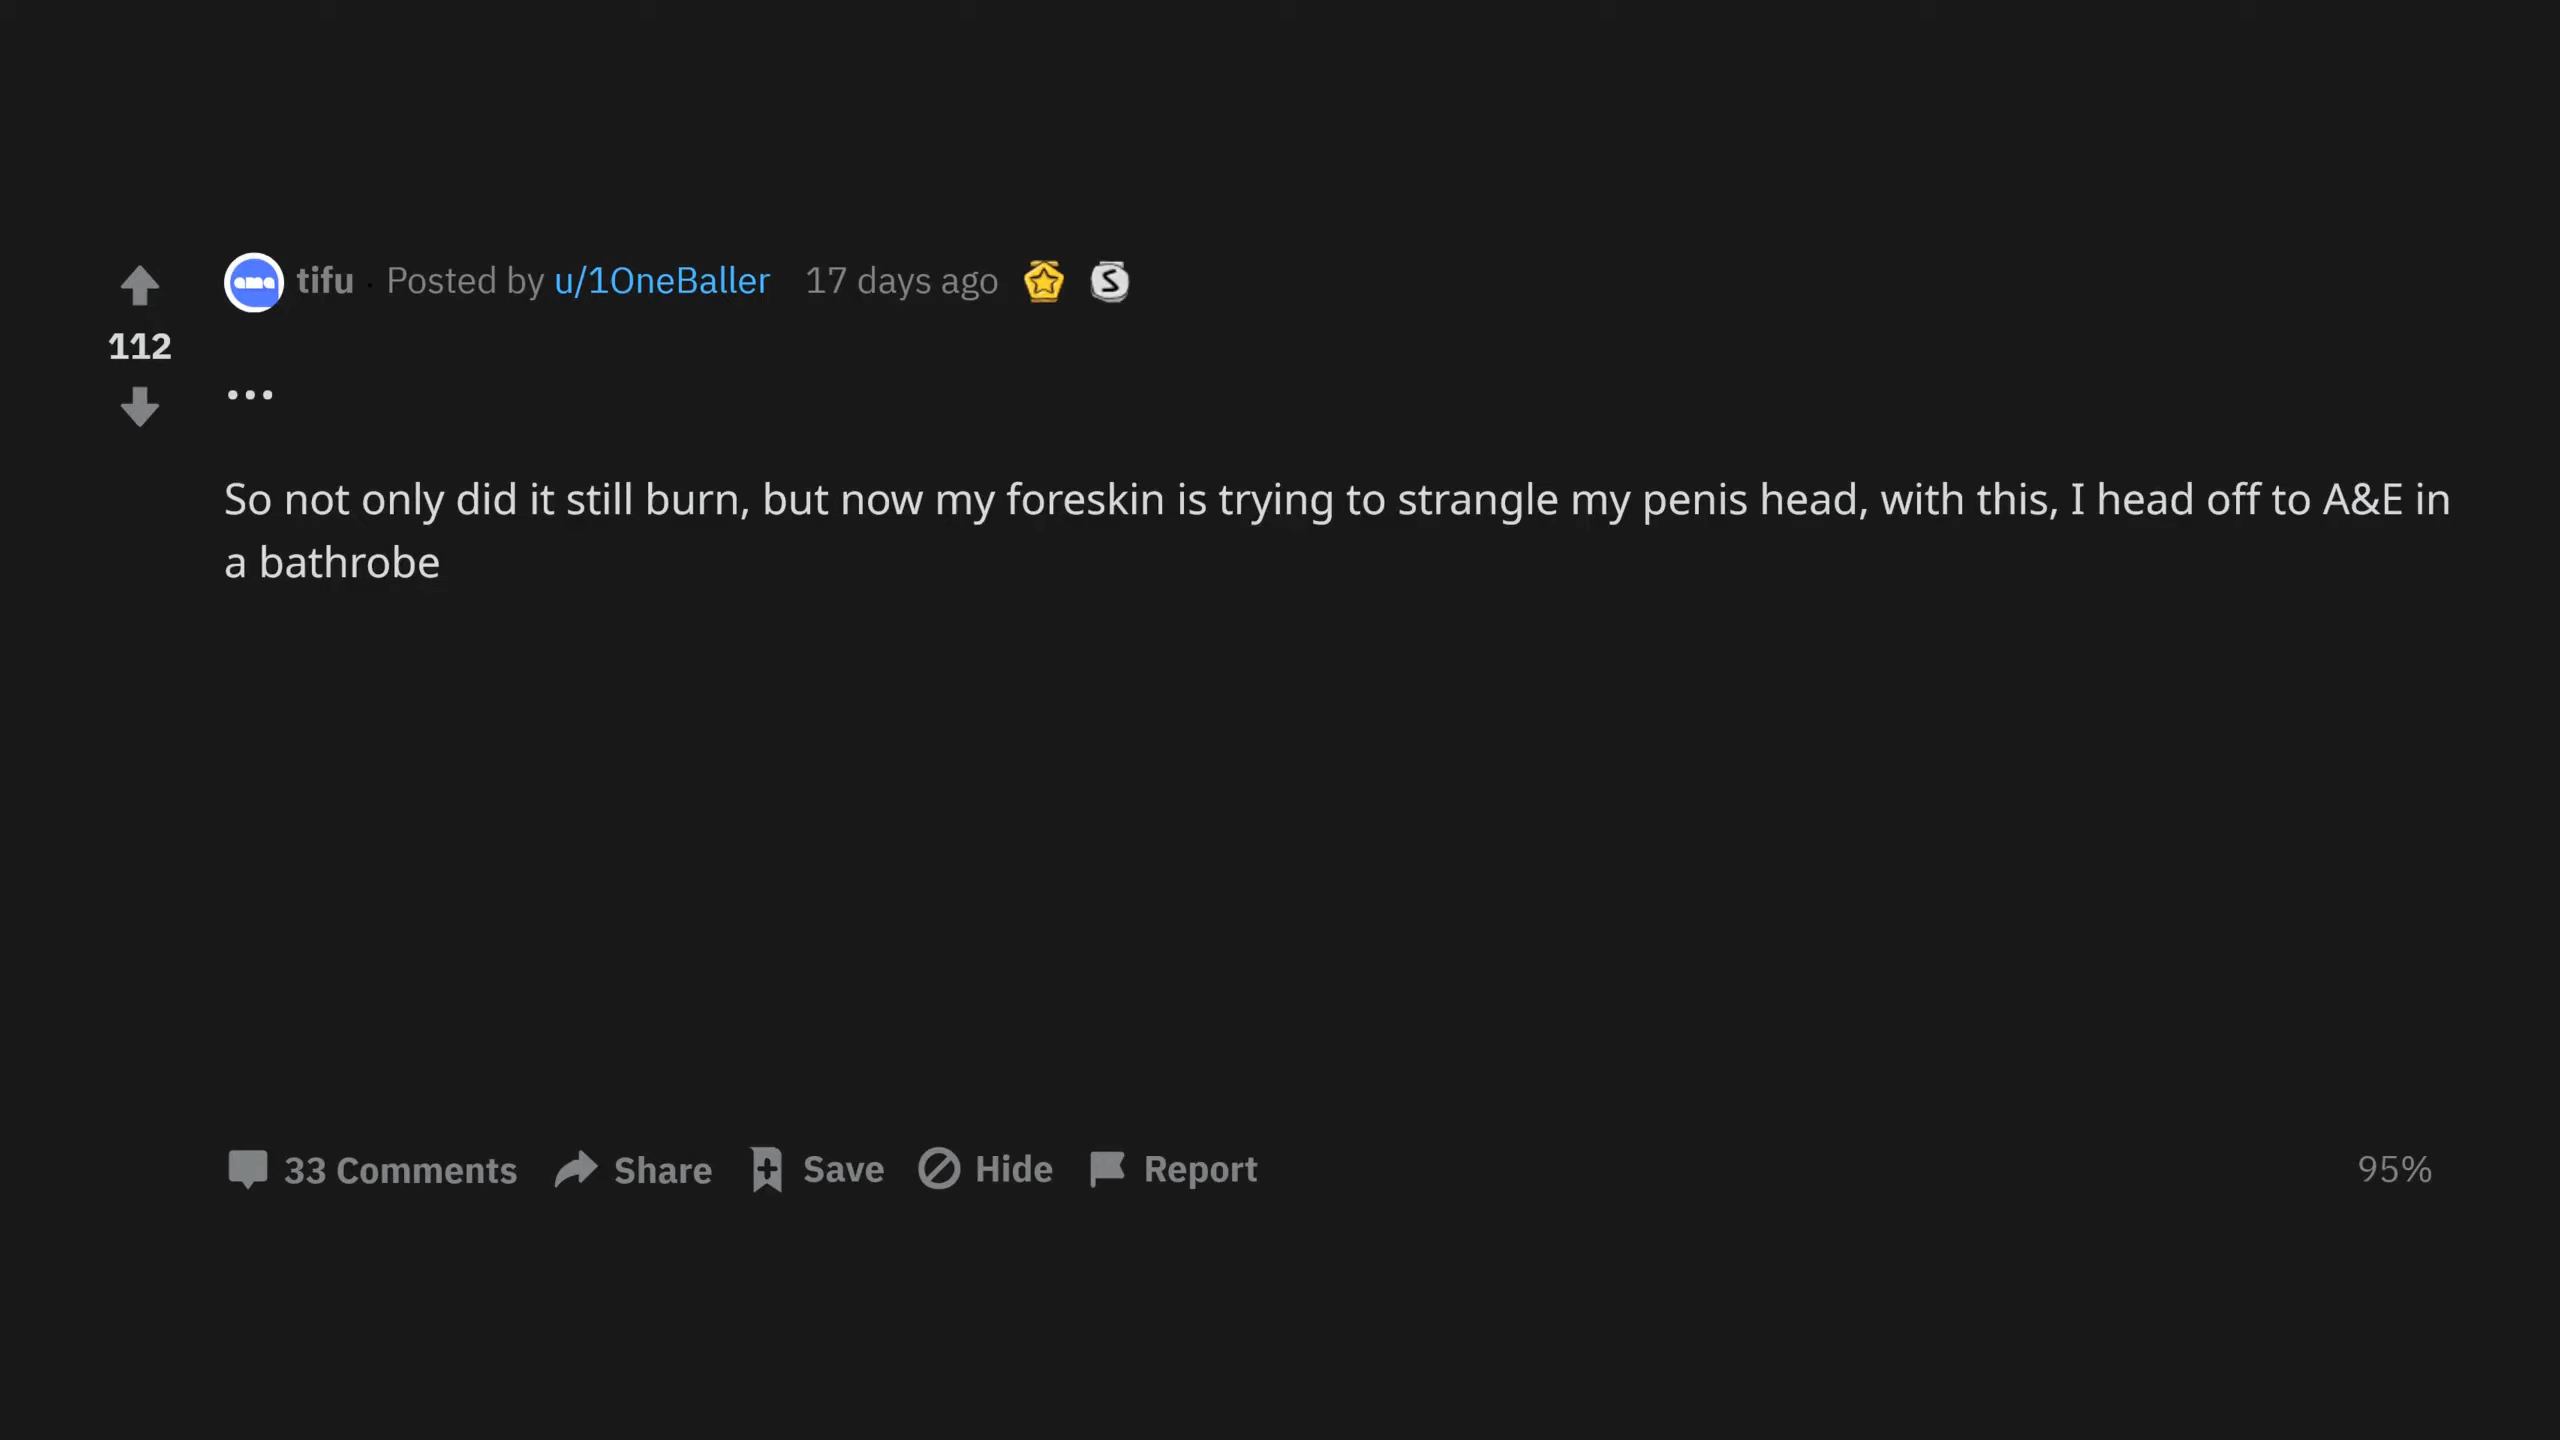 tifu · Posted by u/1OneBaller 17 days ago
112
...
So not only did it still burn, but now my foreskin is trying to strangle my penis head, with this, I head off to A&E in
a bathrobe
33 Comments Share Save Hide Report 95%